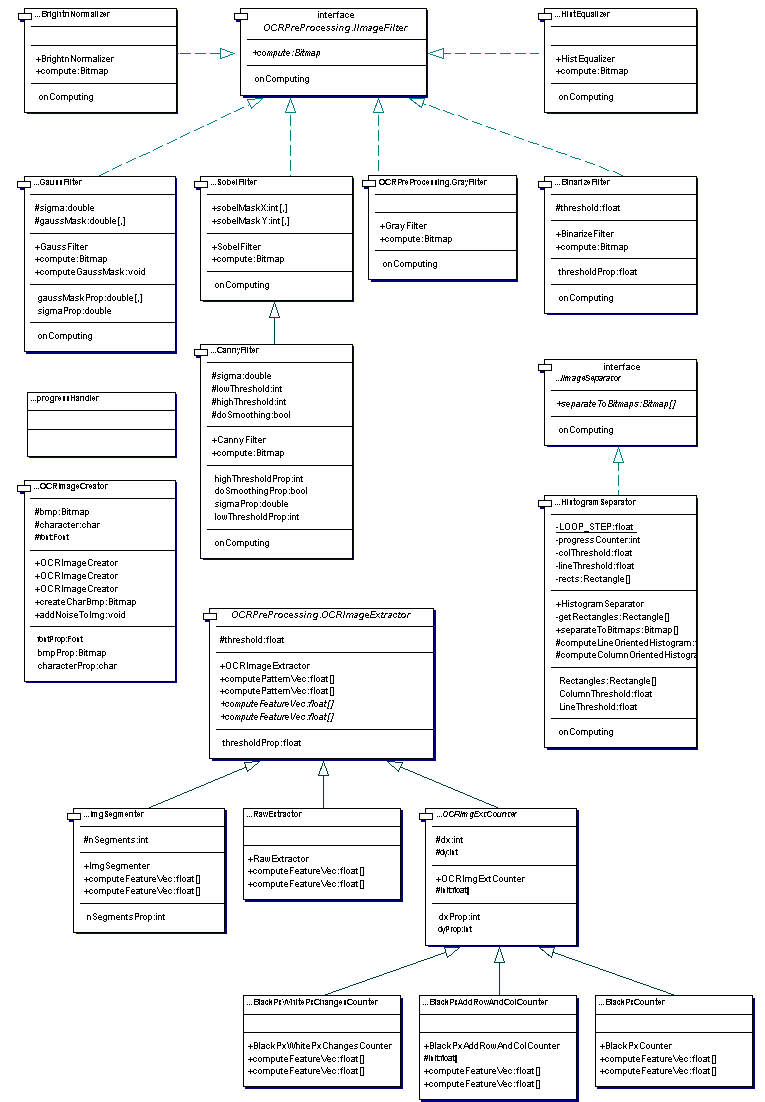 ...BrightnNormalizer
+BrightnNormalizer
+compute:Bitmap
onComputing
interface
OCRPreProcessing.IImageFilter
+compute:Bitmap
onComputing
...HistEqualizer
+HistEqualizer
+compute:Bitmap
onComputing
...GaussFilter
#sigma:double
#gaussMask:double[,]
+GaussFilter
+compute:Bitmap
+computeGaussMask:void
gaussMaskProp:double[,]
sigmaProp:double
onComputing
...SobelFilter
+sobelMaskX:int[,]
+sobelMaskY:int[,]
+SobelFilter
+compute:Bitmap
onComputing
OCRPreProcessing.GrayFilter
+GrayFilter
+compute:Bitmap
onComputing
...BinarizeFilter
#threshold:float
+BinarizeFilter
+compute:Bitmap
thresholdProp:float
onComputing
...CannyFilter
#sigma:double
#lowThreshold:int
#highThreshold:int
#doSmoothing:bool
+CannyFilter
+compute:Bitmap
highThresholdProp:int
doSmoothingProp:bool
sigmaProp:double
lowThresholdProp:int
onComputing
interface
...IImageSeparator
+separateToBitmaps:Bitmap[]
onComputing
...progressHandler
...OCRImageCreator
#bmp:Bitmap
#character:char
#font:Font
+OCRImageCreator
+OCRImageCreator
+OCRImageCreator
+createCharBmp:Bitmap
+addNoiseToImg:void
fontProp:Font
bmpProp:Bitmap
characterProp:char
...HistogramSeparator
-LOOP_STEP:float
-progressCounter:int
-colThreshold:float
-lineThreshold:float
-rects:Rectangle[]
+HistogramSeparator
-getRectangles:Rectangle[]
+separateToBitmaps:Bitmap[]
#computeLineOrientedHistogram:
#computeColumnOrientedHistogra
Rectangles:Rectangle[]
ColumnThreshold:float
LineThreshold:float
onComputing
OCRPreProcessing.OCRImageExtractor
#threshold:float
+OCRImageExtractor
+computePatternVec:float[]
+computePatternVec:float[]
+computeFeatureVec:float[]
+computeFeatureVec:float[]
thresholdProp:float
...ImgSegmenter
#nSegments:int
+ImgSegmenter
+computeFeatureVec:float[]
+computeFeatureVec:float[]
nSegmentsProp:int
...RawExtractor
+RawExtractor
+computeFeatureVec:float[]
+computeFeatureVec:float[]
...OCRImgExtCounter
#dx:int
#dy:int
+OCRImgExtCounter
#init:float[]
dxProp:int
dyProp:int
...BlackPxWhitePxChangesCounter
+BlackPxWhitePxChangesCounter
+computeFeatureVec:float[]
+computeFeatureVec:float[]
...BlackPxAddRowAndColCounter
+BlackPxAddRowAndColCounter
#init:float[]
+computeFeatureVec:float[]
+computeFeatureVec:float[]
...BlackPxCounter
+BlackPxCounter
+computeFeatureVec:float[]
+computeFeatureVec:float[]